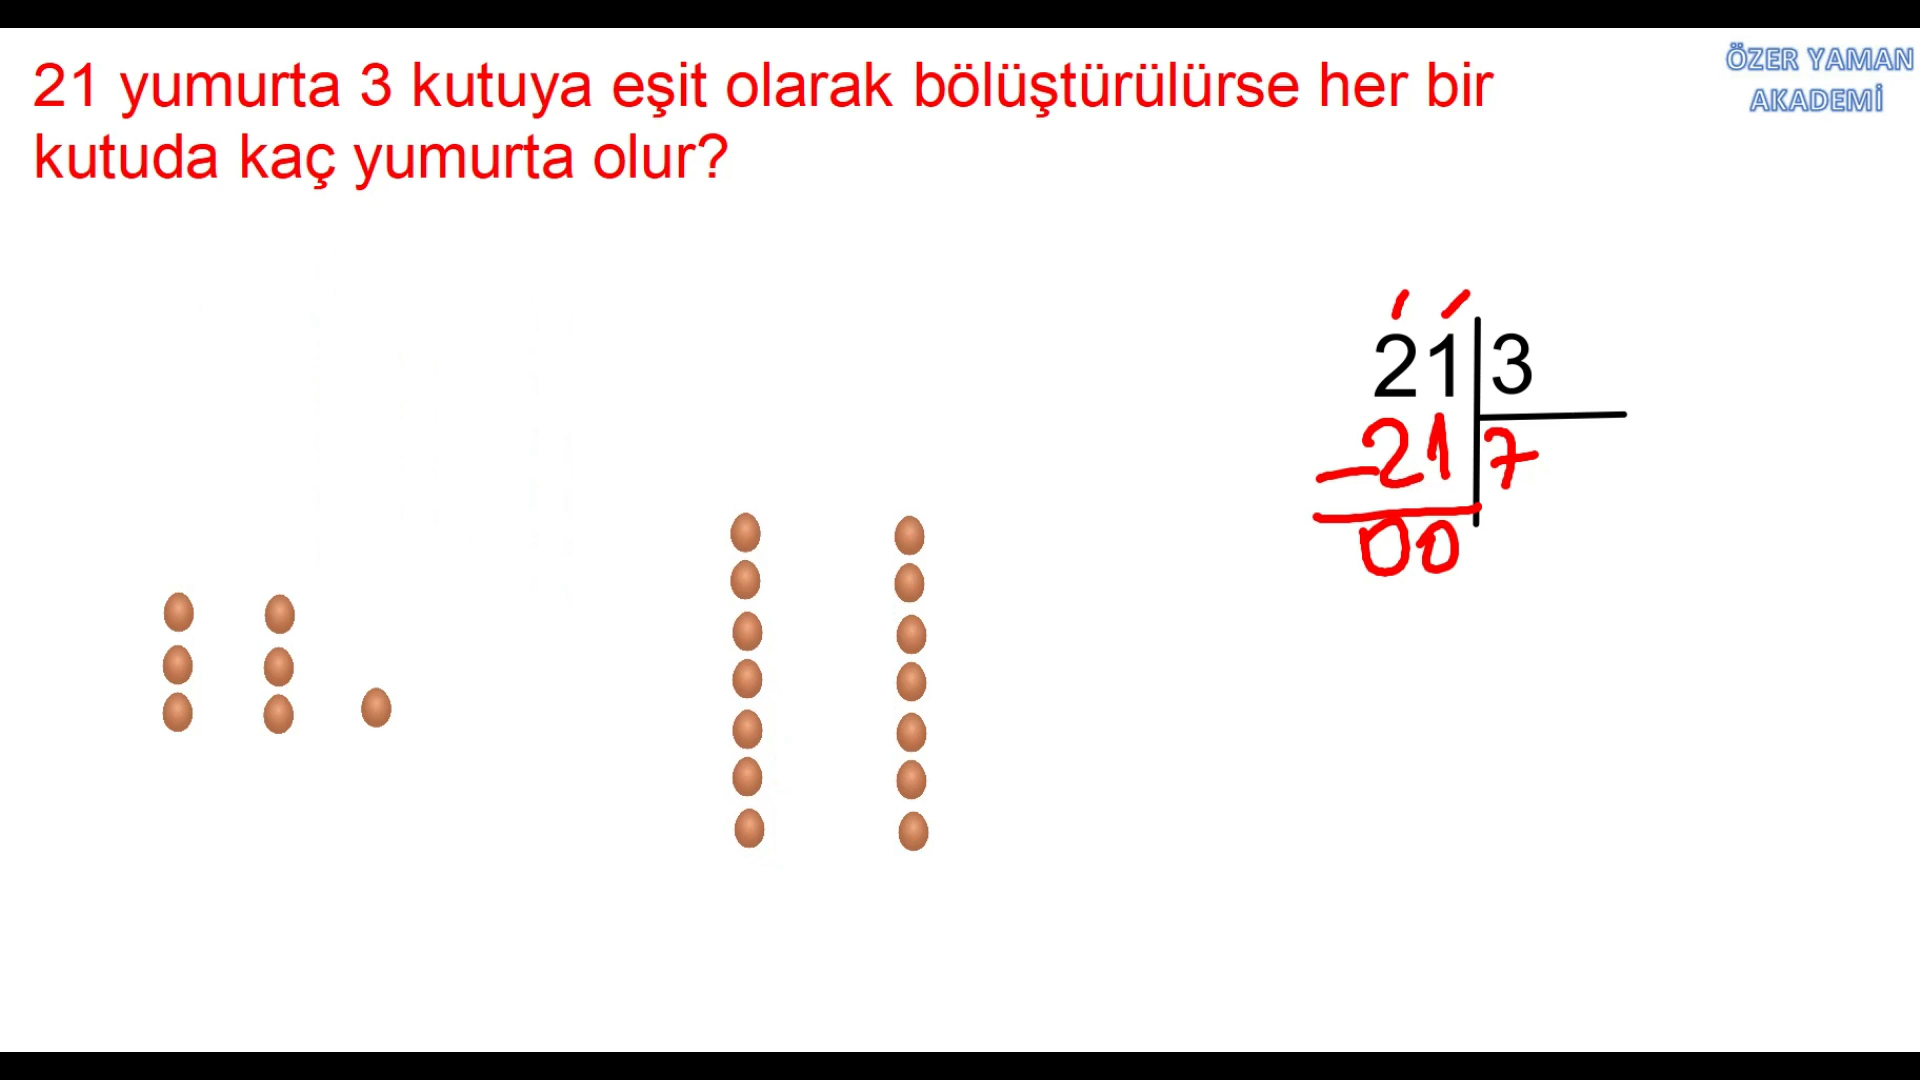 21 yumurta 3 kutuya eşit olarak bölüştürülürse her bir
kutuda kaç yumurta olur?
ÖZER YAMAN
AKADEMİ
21 3
-21 7
00